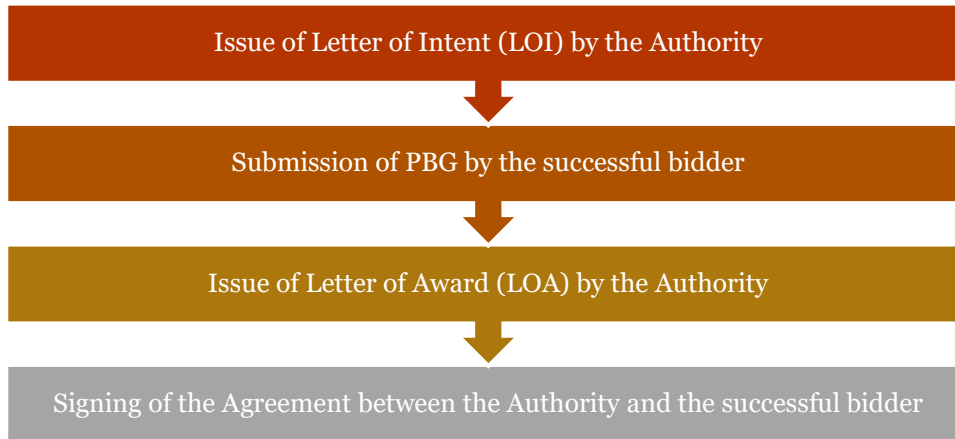 Issue of Letter of Intent (LOI) by the Authority
Submission of PBG by the successful bidder
Issue of Letter of Award (LOA) by the Authority
Signing of the Agreement between the Authority and the successful bidder